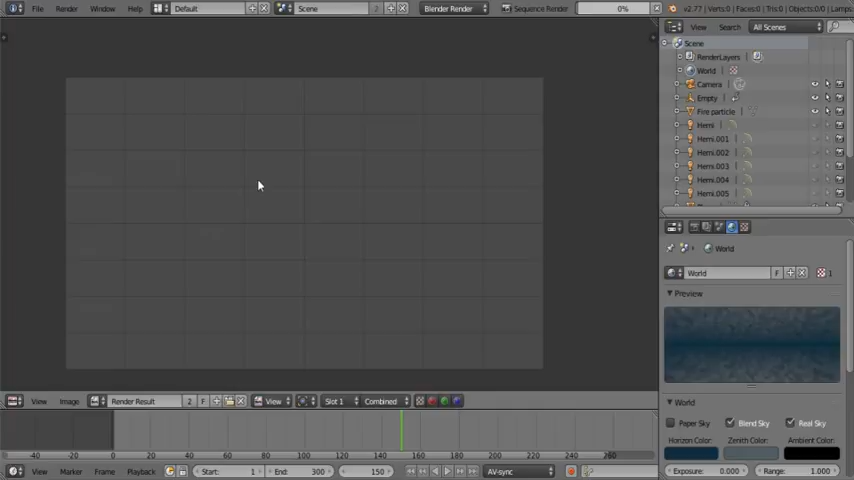 File Render Window Help Default Scene 2 Blender Render Sequence Render 0% v2.77 | Verts:0 | Faces:0 | Tris:0 | Objects:0/0 | Lamps
View Search All Scenes
Scene
RenderLayers
World
Camera
Empty
Fire particle
Hemi
Hemi.001
Hemi.002
Hemi.003
Hemi.004
Hemi.005
World
World F 1
Preview
World
Paper Sky Blend Sky Real Sky
Horizon Color: Zenith Color: Ambient Color:
Exposure: 0.000 Range: 1.000
View Image Render Result 2 F View Slot 1 Combined
-40 -20 0 20 40 60 80 100 120 140 160 180 200 220 240 260
View Marker Frame Playback Start: 1 End: 300 150 AV-sync